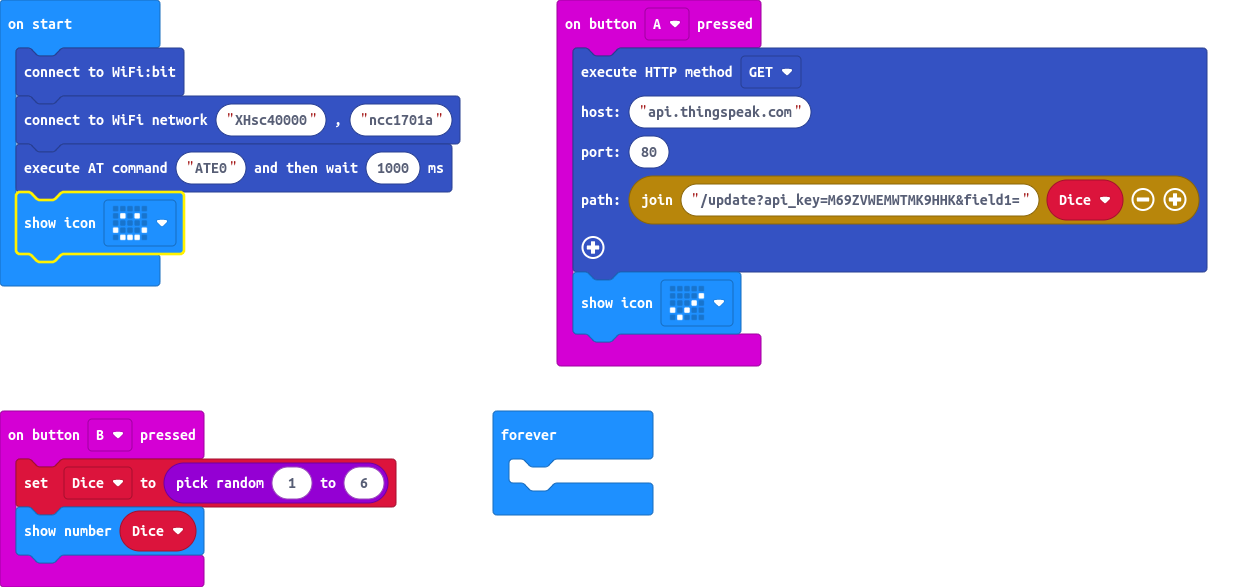 on start
connect to WiFi:bit
connect to WiFi network "XHsc40000" , "ncc1701a"
execute AT command "ATE0" and then wait 1000 ms
show icon
on button A pressed
execute HTTP method GET
host: "api.thingspeak.com"
port: 80
path: join "/update?api_key=M69ZVWEMWTMK9HHK&field1=" Dice
show icon
on button B pressed
set Dice to pick random 1 to 6
show number Dice
forever